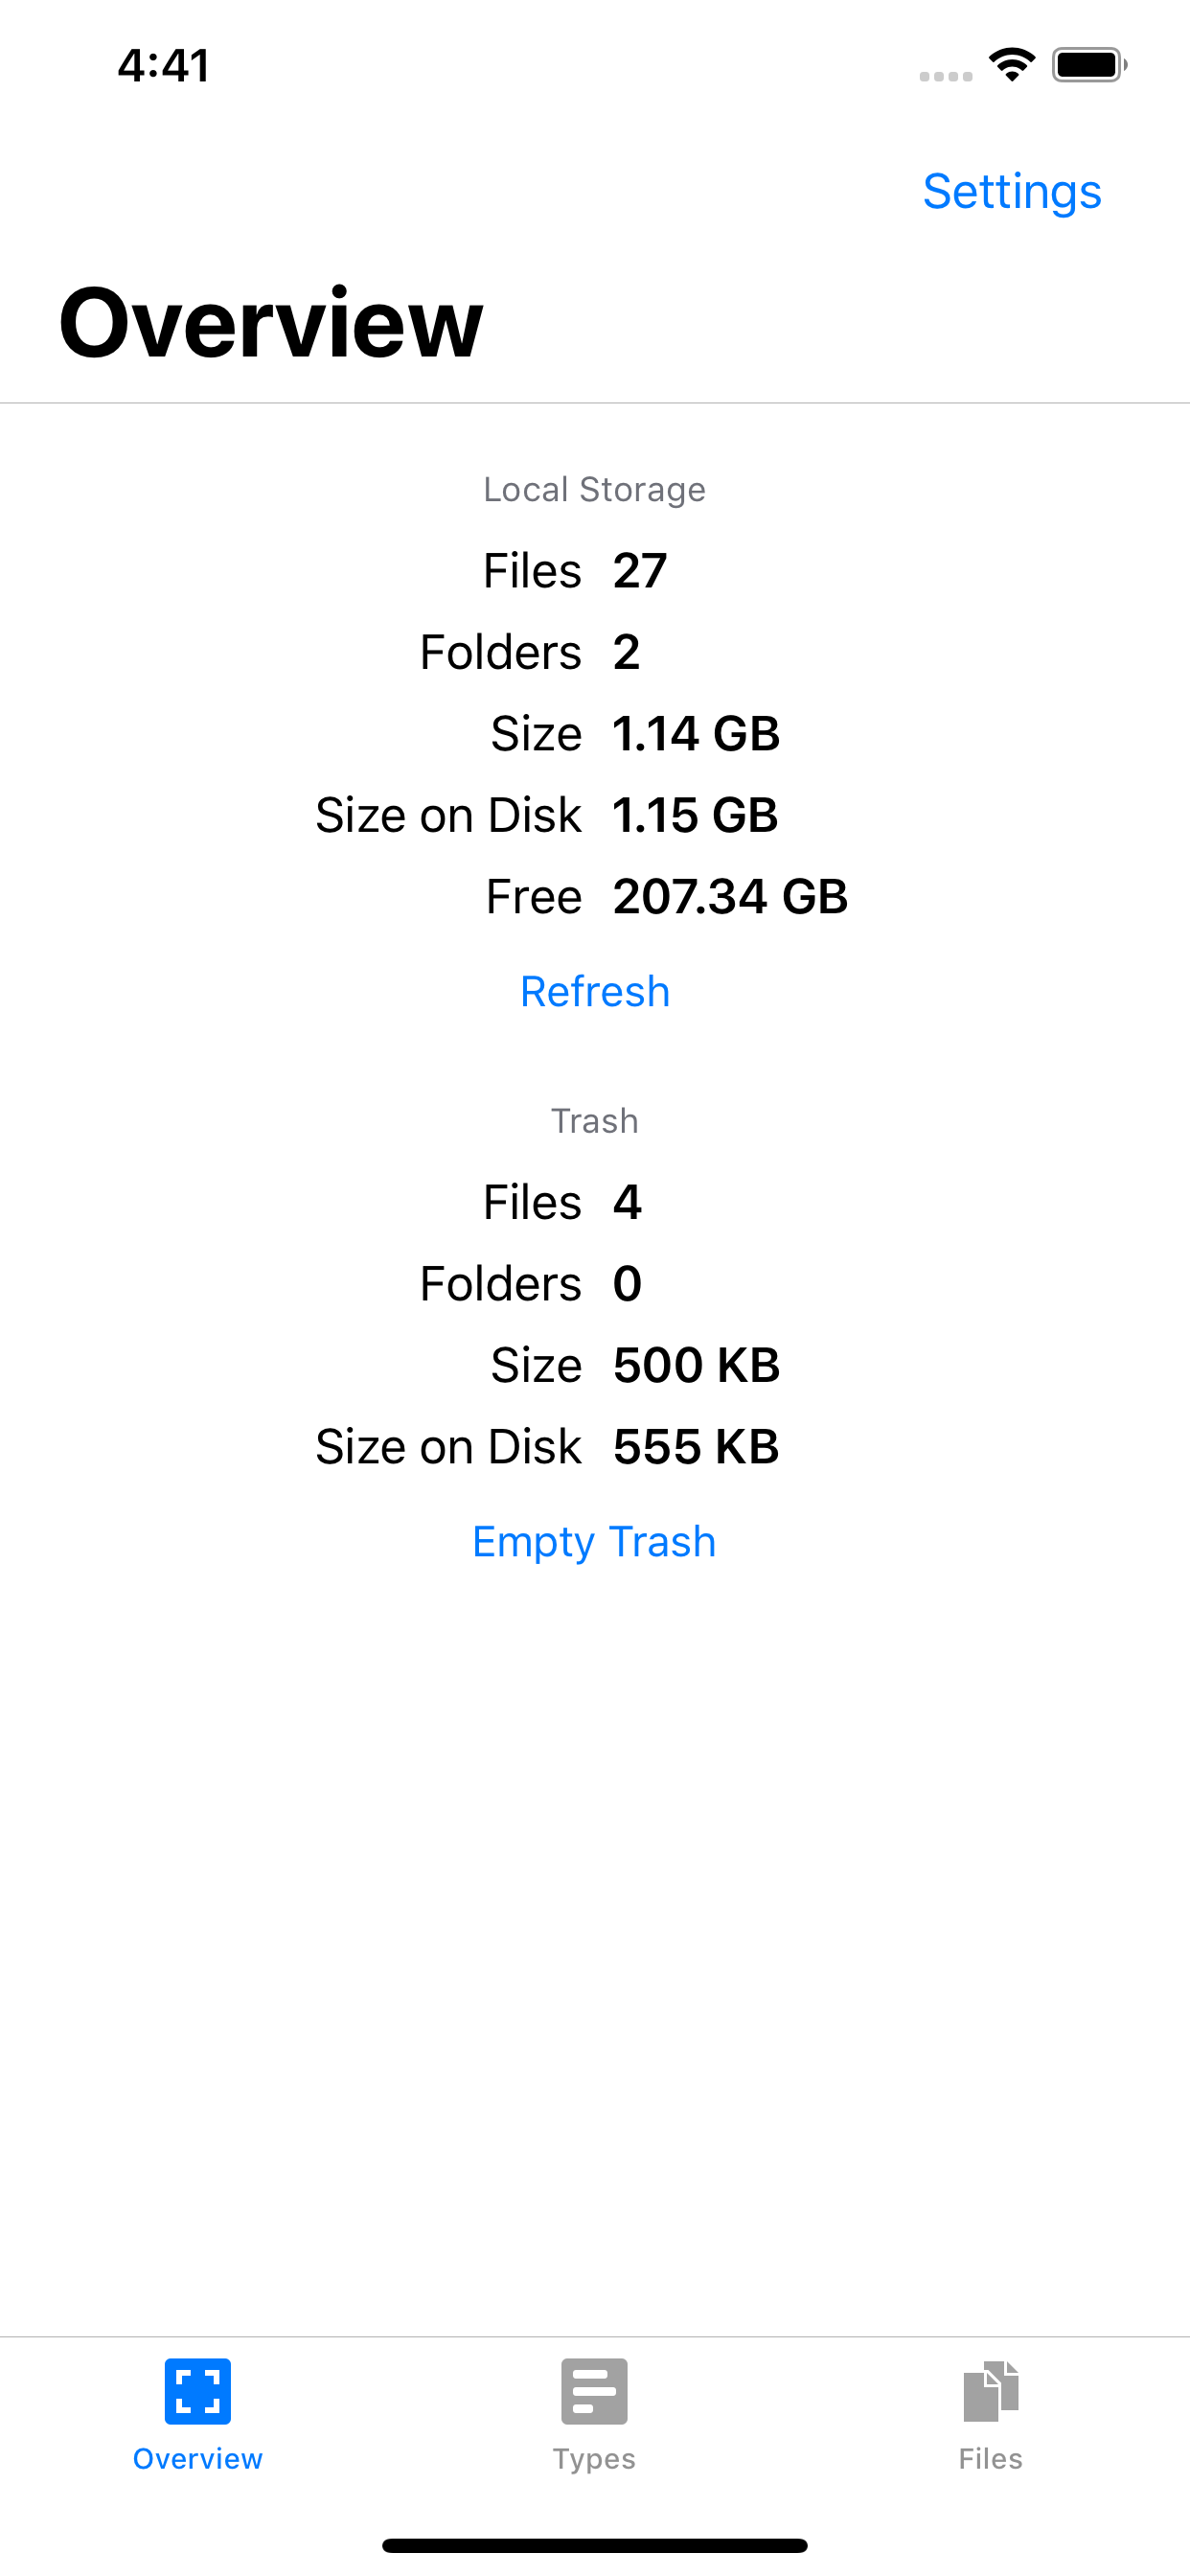 4:41
Settings
Overview
Local Storage
Files 27
Folders 2
Size 1.14 GB
Size on Disk 1.15 GB
Free 207.34 GB
Refresh
Trash
Files 4
Folders 0
Size 500 KB
Size on Disk 555 KB
Empty Trash
Overview Types Files